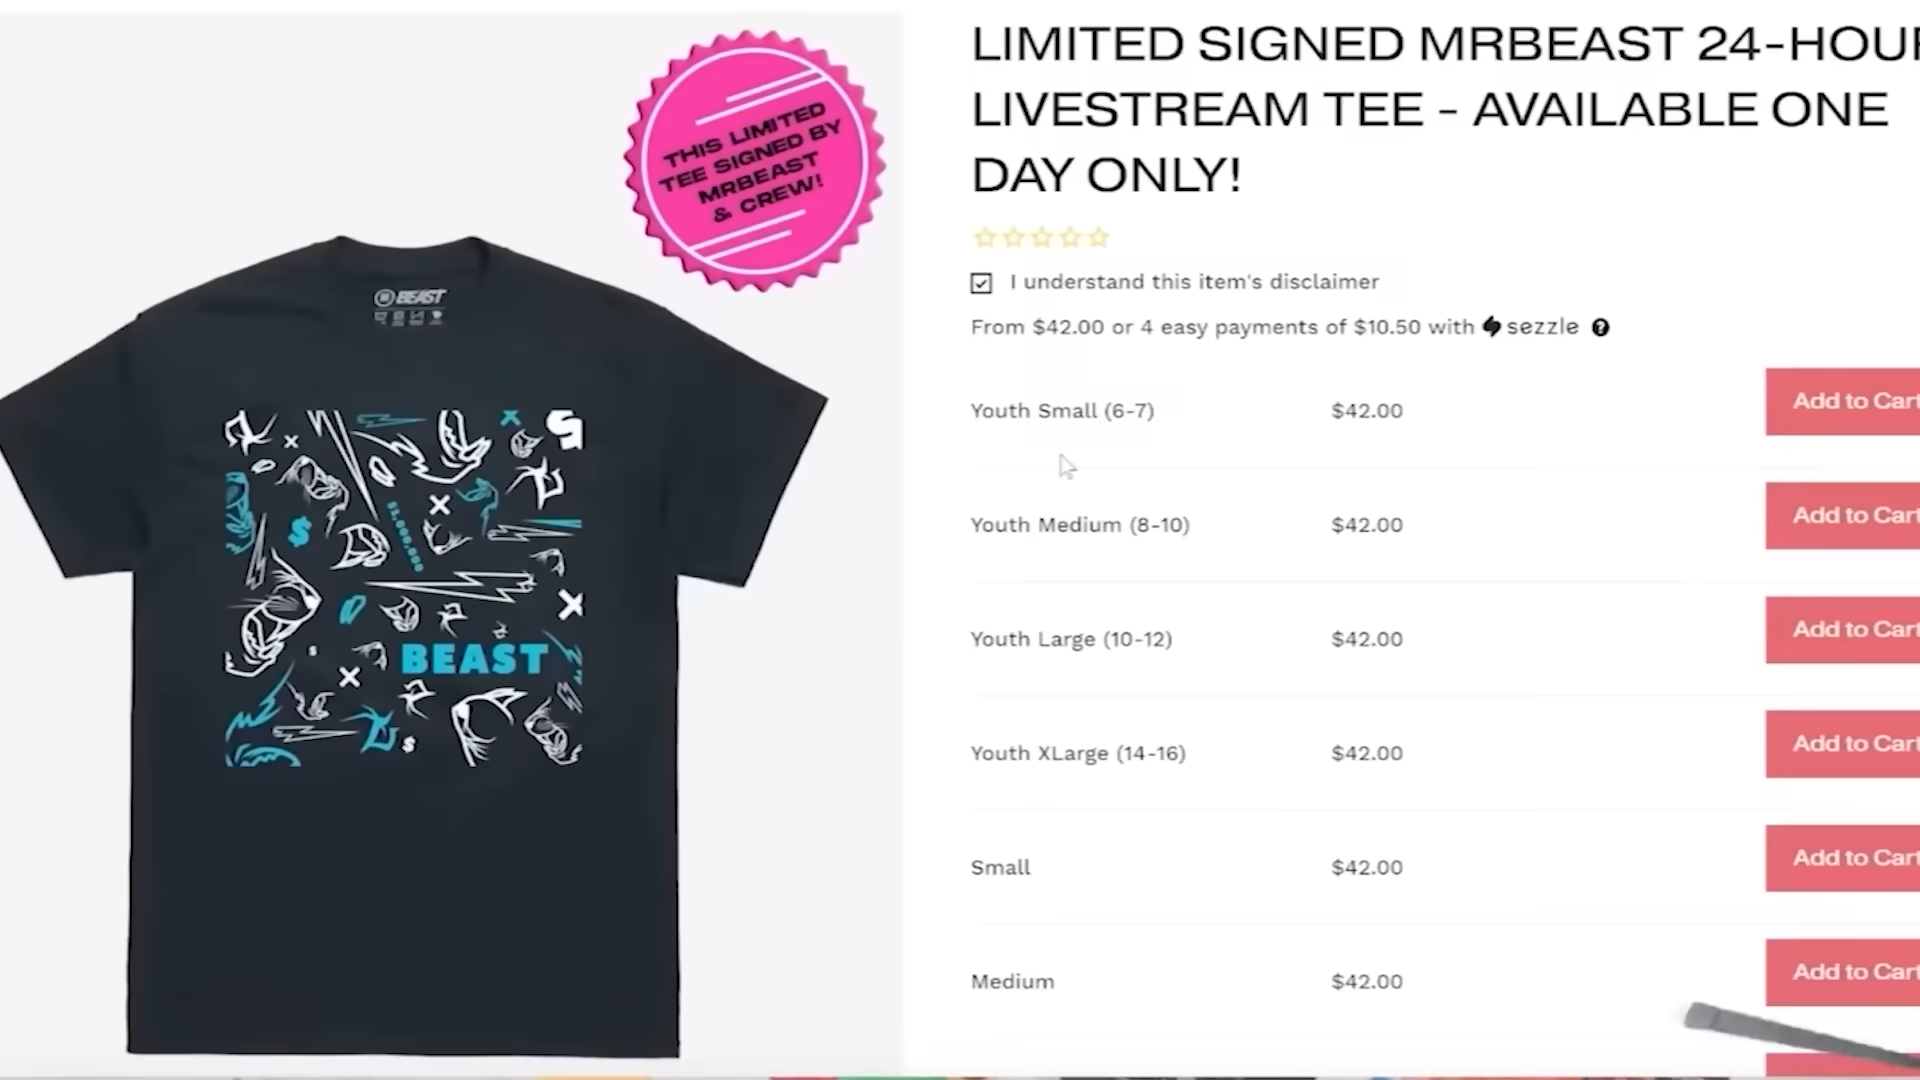 LIMITED SIGNED MRBEAST 24-HOUR
LIVESTREAM TEE - AVAILABLE ONE
DAY ONLY!
I understand this item's disclaimer
From $42.00 or 4 easy payments of $10.50 with sezzle ?
Youth Small (6-7) $42.00 Add to Cart
Youth Medium (8-10) $42.00 Add to Cart
Youth Large (10-12) $42.00 Add to Cart
Youth XLarge (14-16) $42.00 Add to Cart
Small $42.00 Add to Cart
Medium $42.00 Add to Cart
THIS LIMITED
TEE SIGNED BY
MRBEAST
& CREW!
BEAST
$1,000,000
BEAST